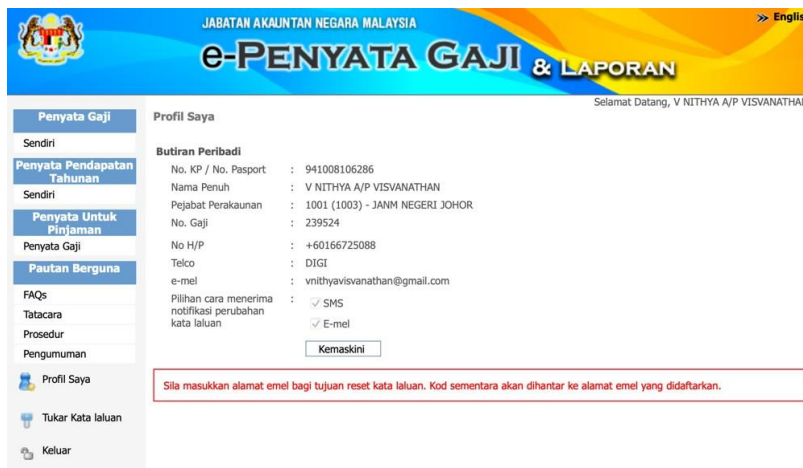 JABATAN AKAUNTAN NEGARA MALAYSIA
e-PENYATA GAJI & LAPORAN
Englis
Selamat Datang, V NITHYA A/P VISVANATHAN
Penyata Gaji
Sendiri
Penyata Pendapatan
Tahunan
Sendiri
Penyata Untuk
Pinjaman
Penyata Gaji
Pautan Berguna
FAQs
Tatacara
Prosedur
Pengumuman
Profil Saya
Tukar Kata laluan
Keluar
Profil Saya
Butiran Peribadi
No. KP / No. Pasport : 941008106286
Nama Penuh : V NITHYA A/P VISVANATHAN
Pejabat Perakaunan : 1001 (1003) - JANM NEGERI JOHOR
No. Gaji : 239524
No H/P : +60166725088
Telco : DIGI
e-mel : vnithyavisvanathan@gmail.com
Pilihan cara menerima : SMS
notifikasi perubahan
kata laluan E-mel
Kemaskini
Sila masukkan alamat emel bagi tujuan reset kata laluan. Kod sementara akan dihantar ke alamat emel yang didaftarkan.